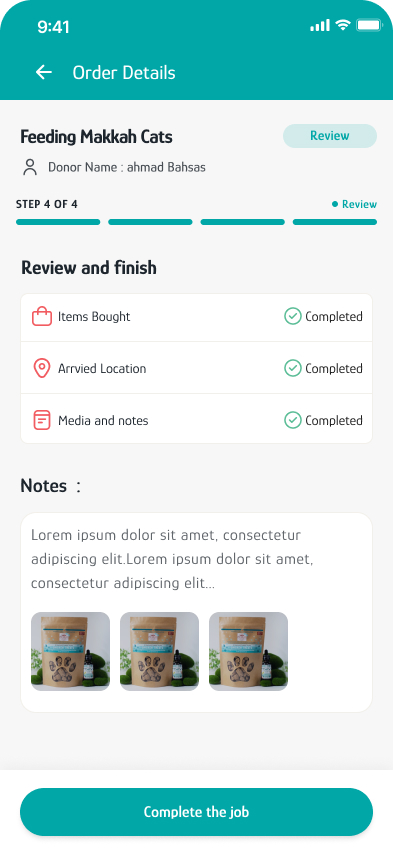 9:41
Order Details
Feeding Makkah Cats
Review
Donor Name : ahmad Bahsas
STEP 4 OF 4
Review
Review and finish
Items Bought
Completed
Arrvied Location
Completed
Media and notes
Completed
Notes :
Lorem ipsum dolor sit amet, consectetur
adipiscing elit.Lorem ipsum dolor sit amet,
consectetur adipiscing elit...
Complete the job